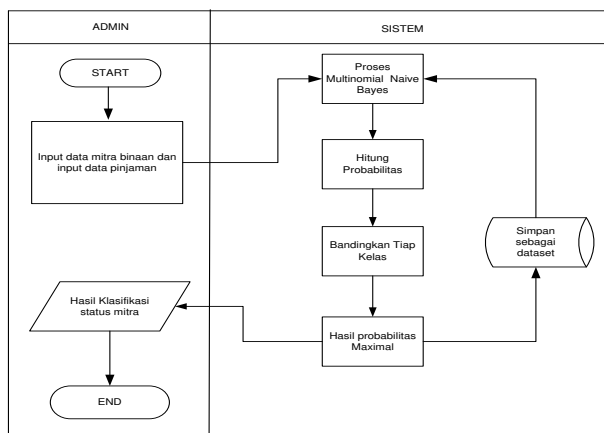 ADMIN
SISTEM
START
Input data mitra binaan dan
input data pinjaman
Proses
Multinomial Naive
Bayes
Hitung
Probabilitas
Bandingkan Tiap
Kelas
Simpan
sebagai
dataset
Hasil probabilitas
Maximal
Hasil Klasifikasi
status mitra
END